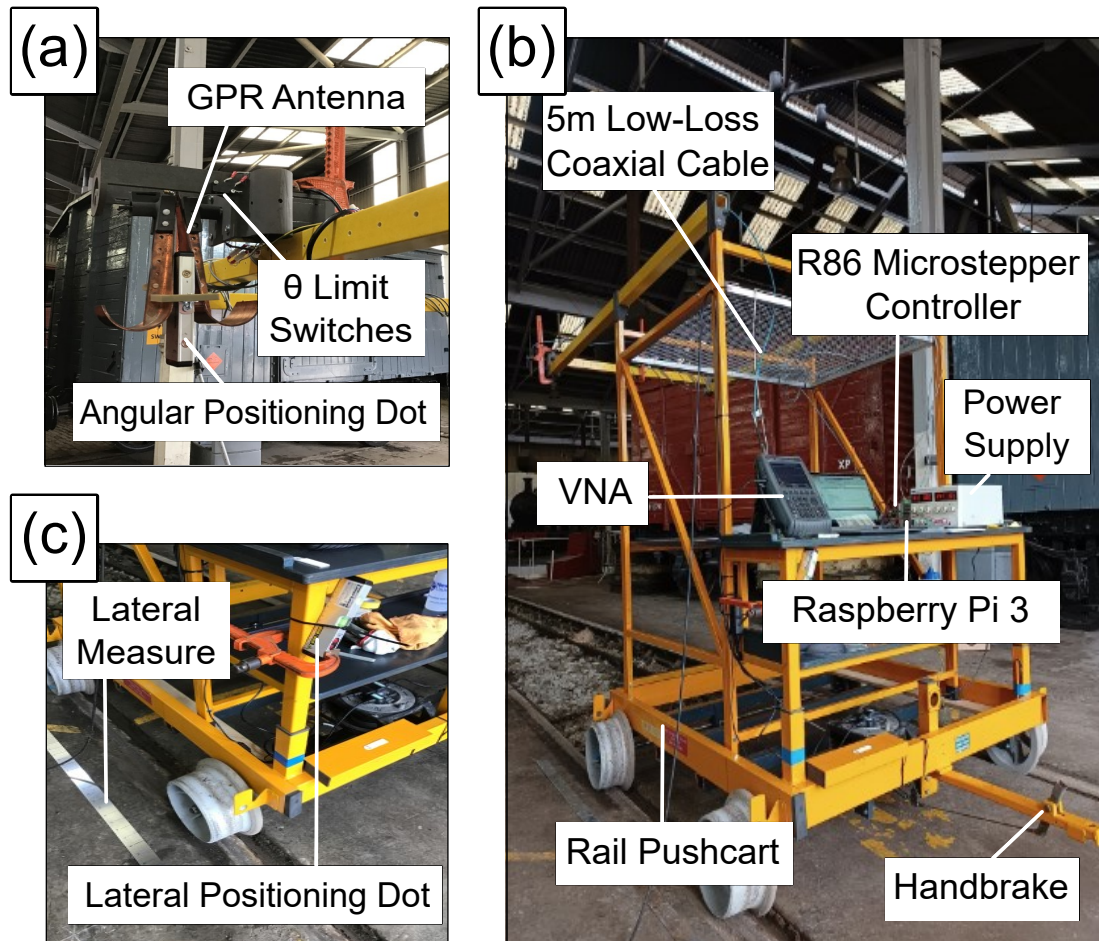 (a)
GPR Antenna
θ Limit
Switches
Angular Positioning Dot
(b)
5m Low-Loss
Coaxial Cable
R86 Microstepper
Controller
Power
Supply
VNA
XP
Raspberry Pi 3
Rail Pushcart
Handbrake
(c)
Lateral
Measure
Lateral Positioning Dot